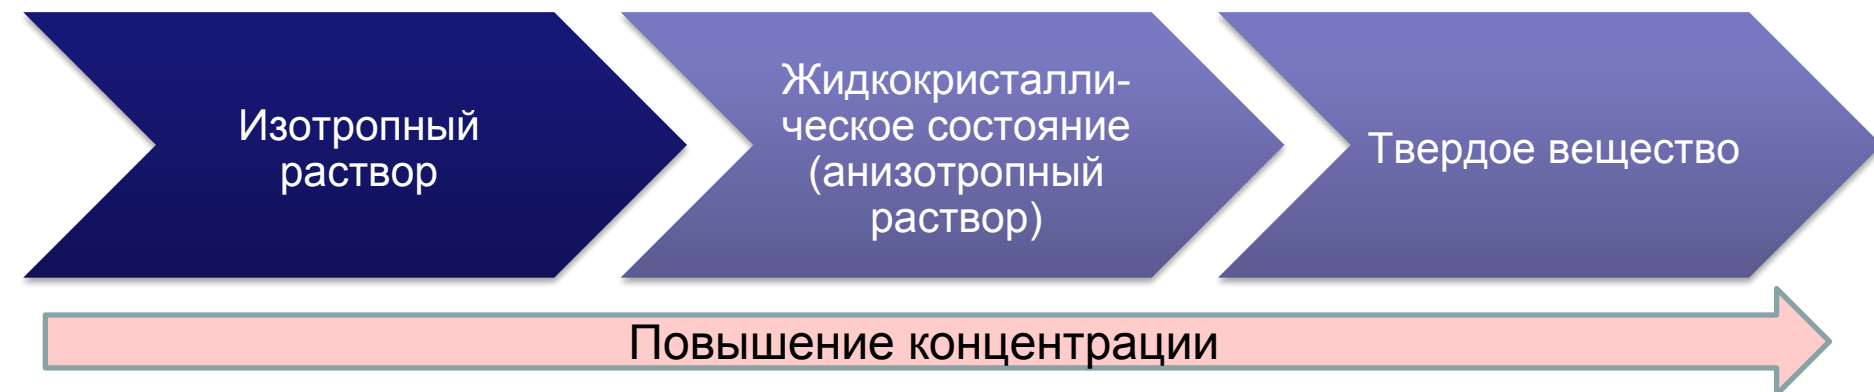 Изотропный
раствор
Жидкокристалли-
ческое состояние
(анизотропный
раствор)
Твердое вещество
Повышение концентрации